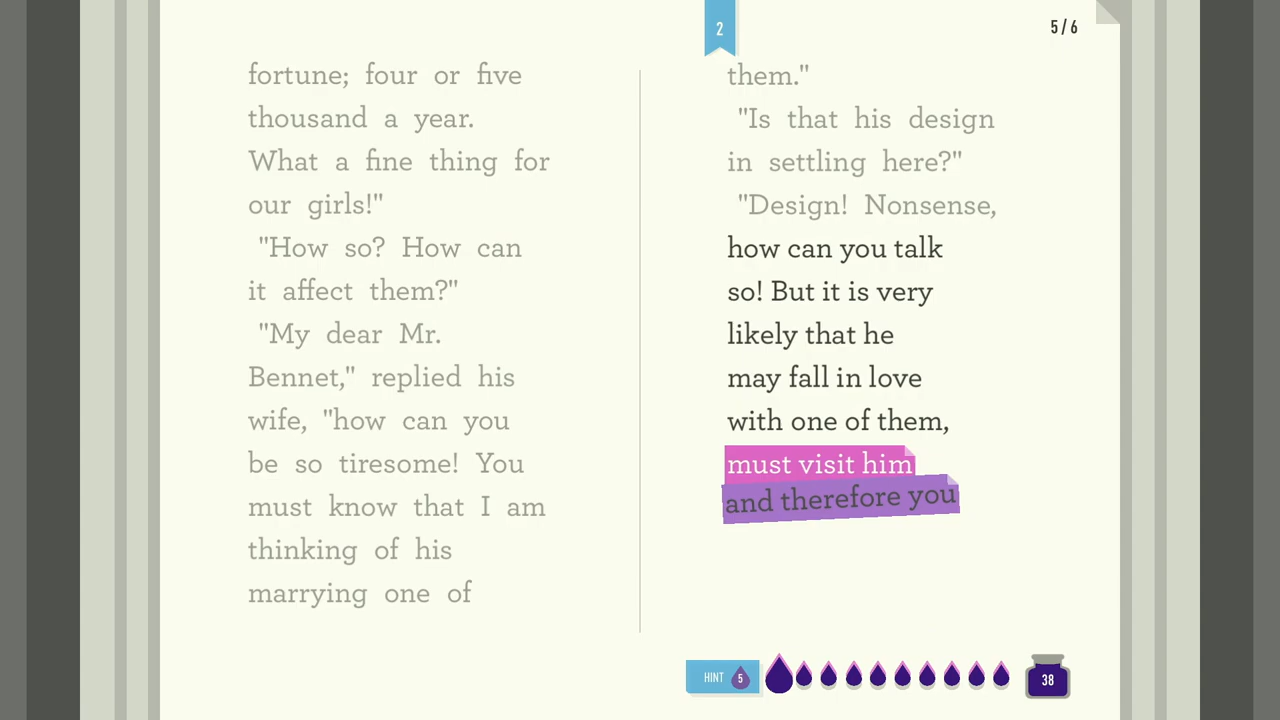 2
5/6
fortune; four or five
thousand a year.
What a fine thing for
our girls!"
"How so? How can
it affect them?"
"My dear Mr.
Bennet," replied his
wife, "how can you
be so tiresome! You
must know that I am
thinking of his
marrying one of
them."
"Is that his design
in settling here?"
"Design! Nonsense,
how can you talk
so! But it is very
likely that he
may fall in love
with one of them,
must visit him
and therefore you
HINT 5
38